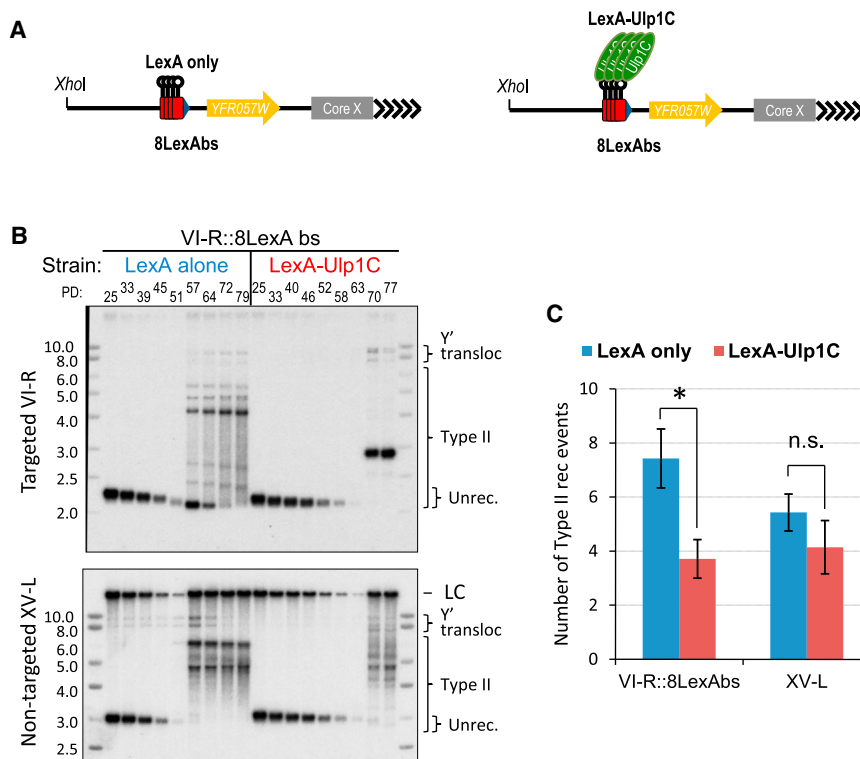 A
LexA only
XhoI
YFR057W
Core X
8LexAbs
LexA-Ulp1C
Ulp1C
XhoI
YFR057W
Core X
8LexAbs
B
VI-R::8LexA bs
Strain: LexA alone LexA-Ulp1C
PD: 25 33 39 45 51 57 64 72 79 25 33 40 46 52 58 63 70 77
Targeted VI-R
10.0
8.0
6.0
5.0
4.0
3.0
2.5
2.0
Y'
transloc
Type II
Unrec.
Non-targeted XV-L
10.0
8.0
6.0
5.0
4.0
3.0
2.5
LC
Y'
transloc
Type II
Unrec.
C
LexA only LexA-Ulp1C
Number of Type II rec events
10
8
6
4
2
0
*
n.s.
VI-R::8LexAbs XV-L